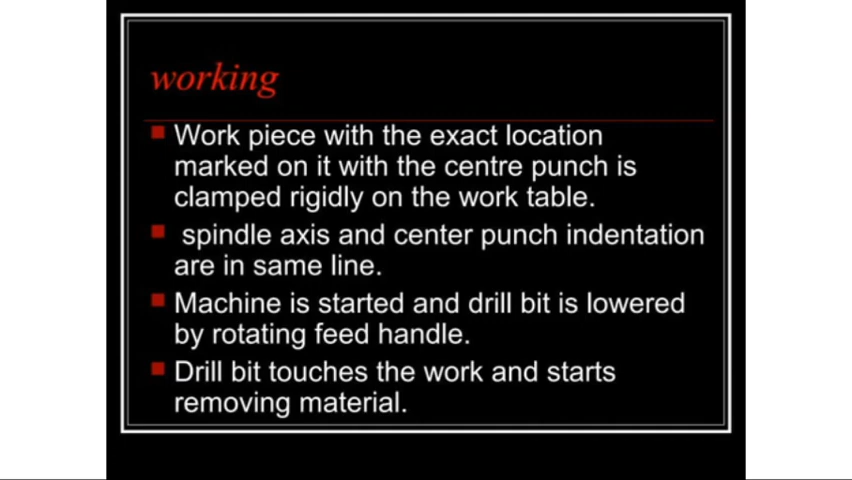 working
Work piece with the exact location
marked on it with the centre punch is
clamped rigidly on the work table.
spindle axis and center punch indentation
are in same line.
Machine is started and drill bit is lowered
by rotating feed handle.
Drill bit touches the work and starts
removing material.